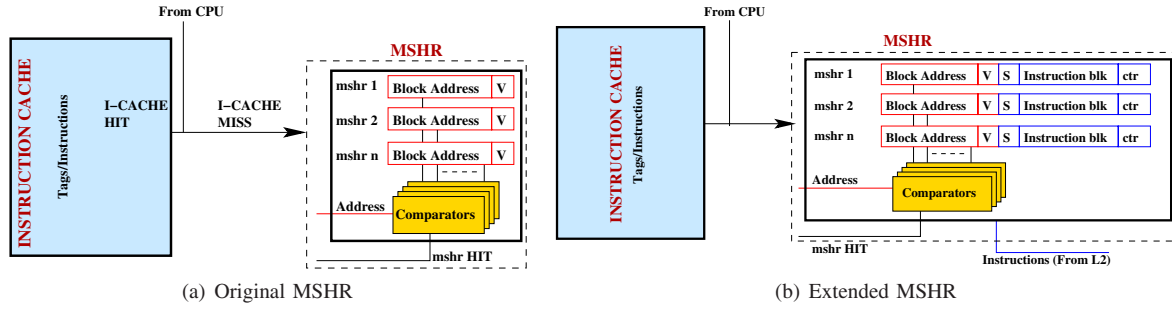 From CPU
INSTRUCTION CACHE
Tags/Instructions
I−CACHE
HIT
I−CACHE
MISS
MSHR
mshr 1 Block Address V
mshr 2 Block Address V
mshr n Block Address V
Address
Comparators
mshr HIT
(a) Original MSHR
From CPU
INSTRUCTION CACHE
Tags/Instructions
MSHR
mshr 1 Block Address V S Instruction blk ctr
mshr 2 Block Address V S Instruction blk ctr
mshr n Block Address V S Instruction blk ctr
Address
Comparators
mshr HIT
Instructions (From L2)
(b) Extended MSHR